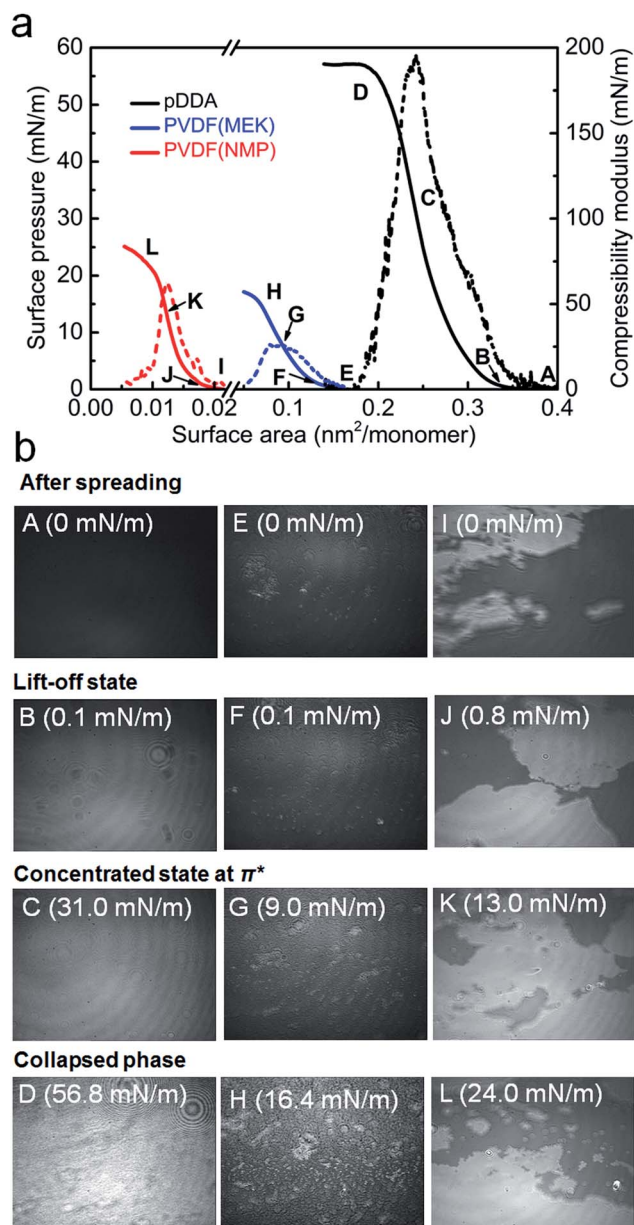 a
60
50
40
30
20
10
0
Surface pressure (mN/m)
pDDA
PVDF(MEK)
PVDF(NMP)
L
K
J
I
H
G
F
E
D
C
B
A
200
150
100
50
0
Compressibility modulus (mN/m)
0.00 0.01 0.02 0.1 0.2 0.3 0.4
Surface area (nm²/monomer)
b
After spreading
A (0 mN/m) E (0 mN/m) I (0 mN/m)
Lift-off state
B (0.1 mN/m) F (0.1 mN/m) J (0.8 mN/m)
Concentrated state at π*
C (31.0 mN/m) G (9.0 mN/m) K (13.0 mN/m)
Collapsed phase
D (56.8 mN/m) H (16.4 mN/m) L (24.0 mN/m)